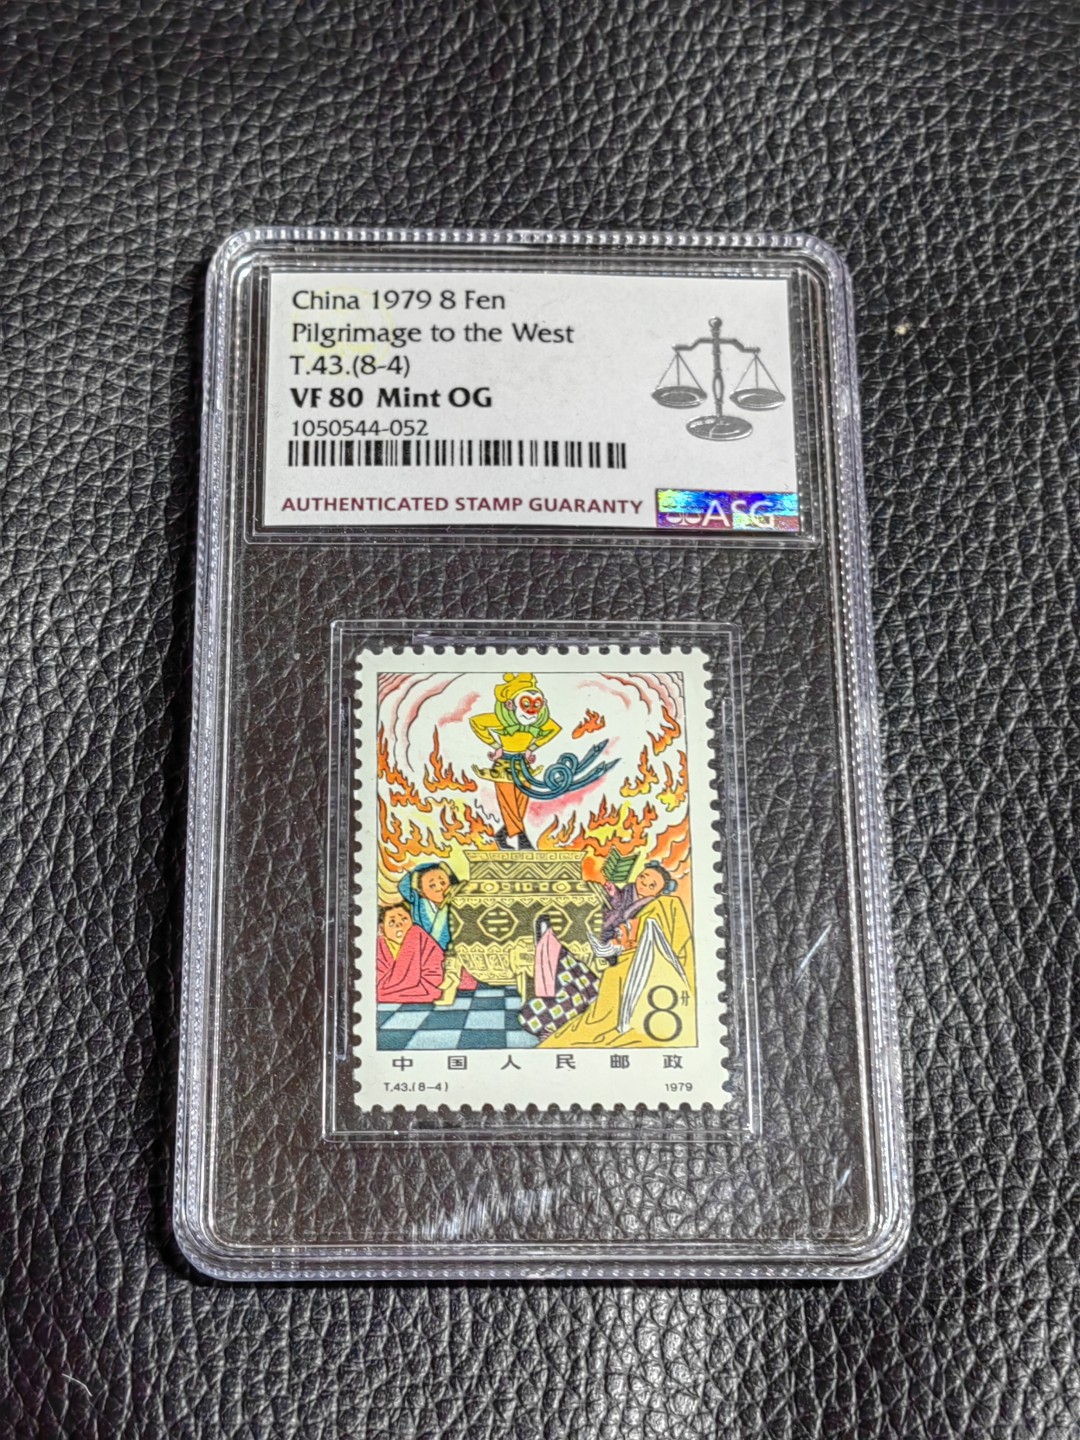 China 1979 8 Fen
Pilgrimage to the West
T.43.(8-4)
VF 80 Mint OG
1050544-052
AUTHENTICATED STAMP GUARANTY
ASG
8分
中国人民邮政
T.43.(8-4) 1979